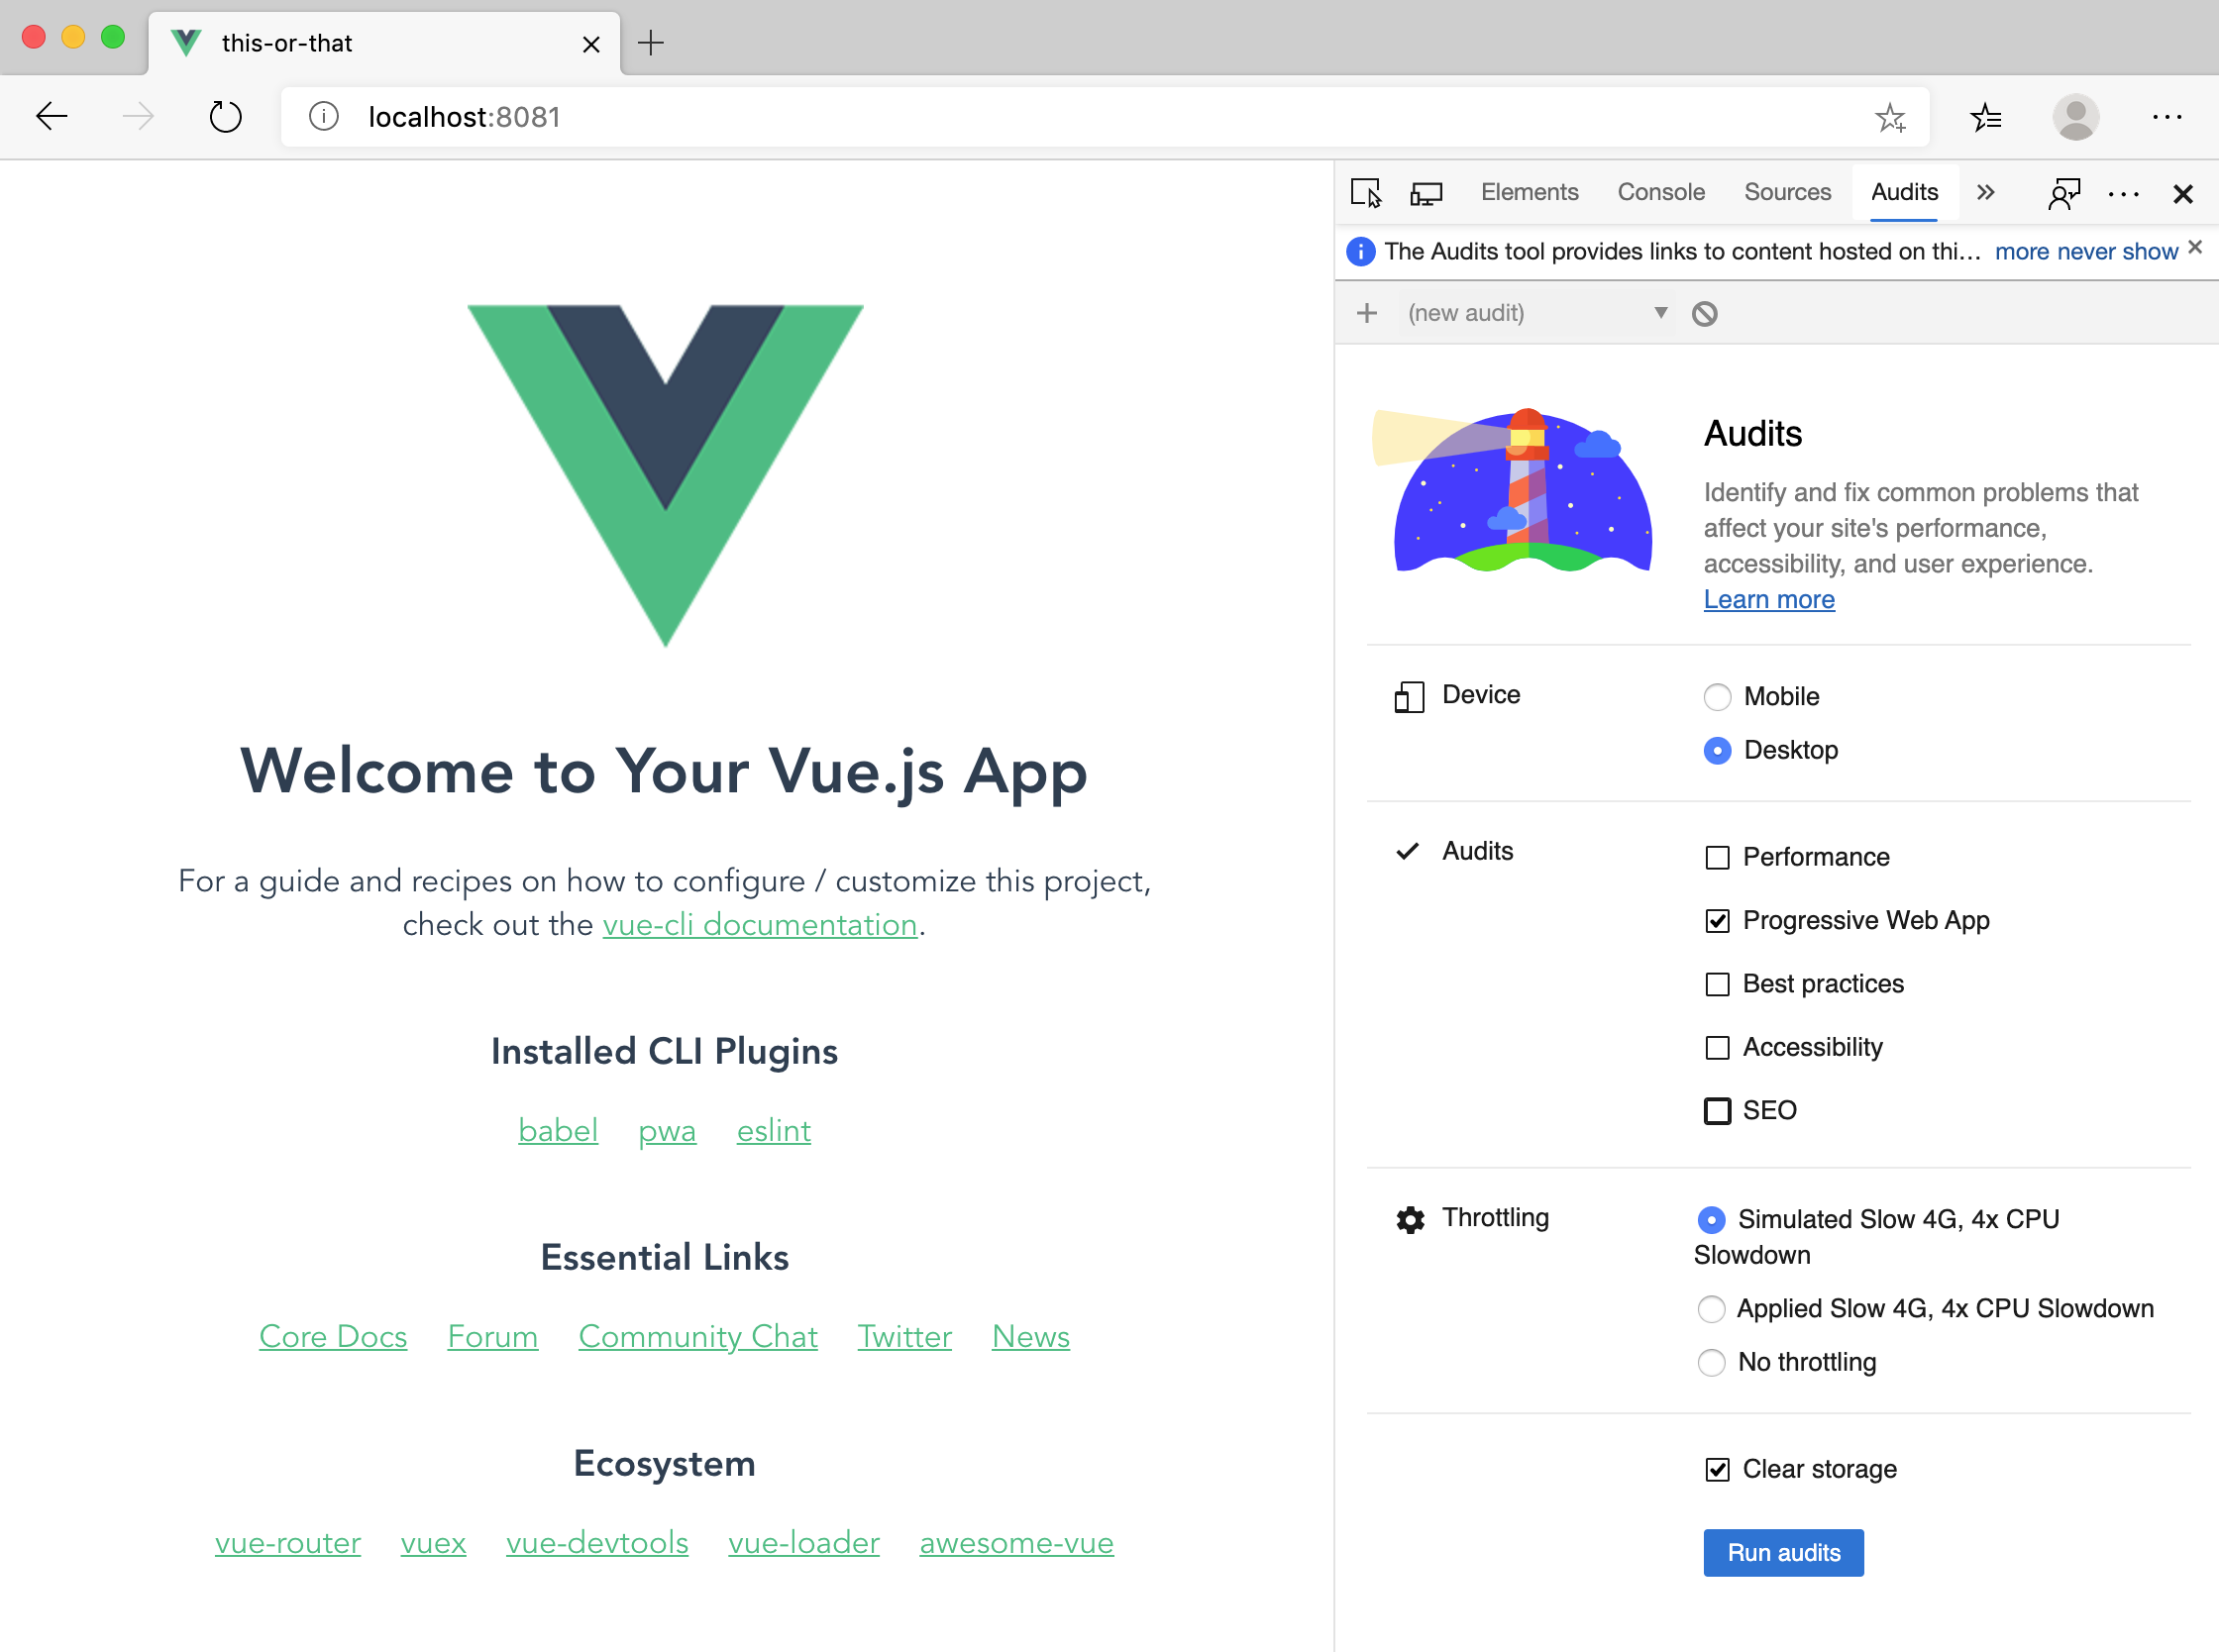 this-or-that
localhost:8081
Elements Console Sources Audits
The Audits tool provides links to content hosted on thi... more never show
(new audit)
Audits
Identify and fix common problems that
affect your site's performance,
accessibility, and user experience.
Learn more
Device
Mobile
Desktop
Audits
Performance
Progressive Web App
Best practices
Accessibility
SEO
Throttling
Simulated Slow 4G, 4x CPU
Slowdown
Applied Slow 4G, 4x CPU Slowdown
No throttling
Clear storage
Run audits
Welcome to Your Vue.js App
For a guide and recipes on how to configure / customize this project,
check out the vue-cli documentation.
Installed CLI Plugins
babel pwa eslint
Essential Links
Core Docs Forum Community Chat Twitter News
Ecosystem
vue-router vuex vue-devtools vue-loader awesome-vue